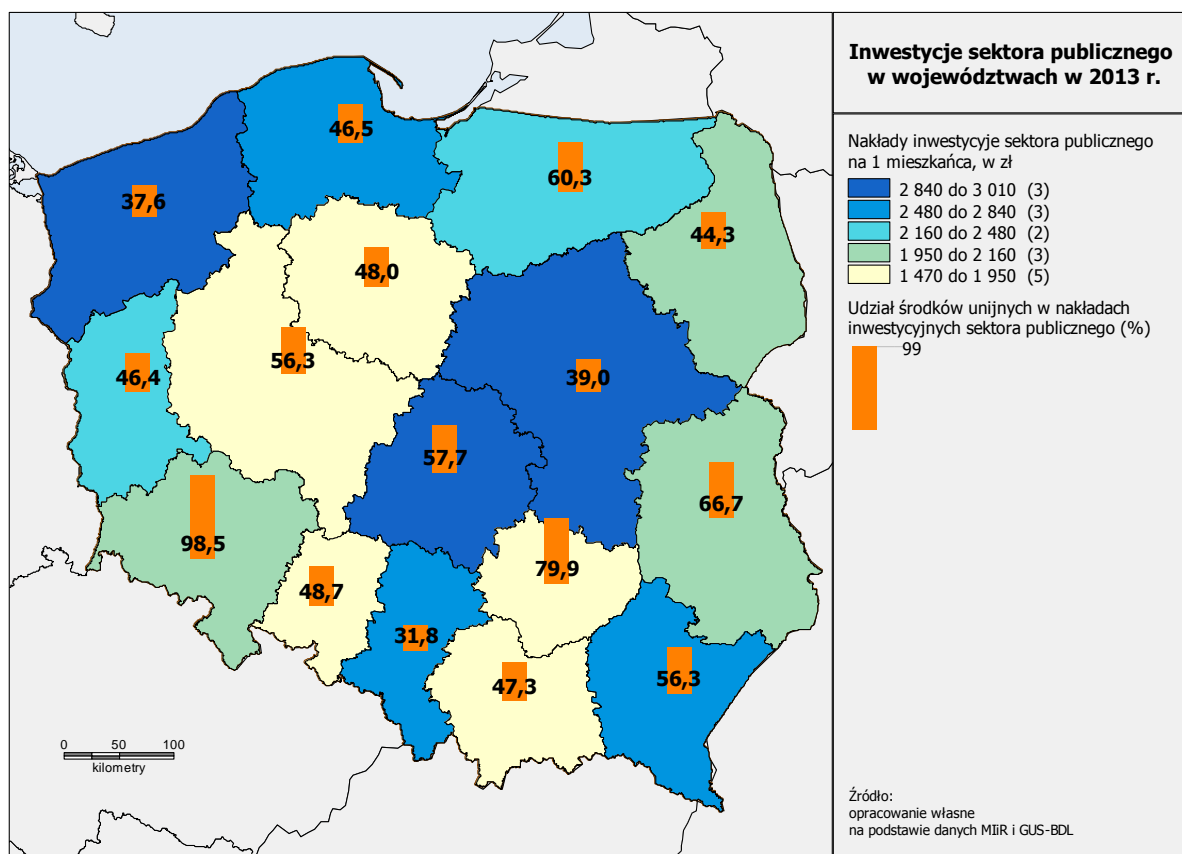 Inwestycje sektora publicznego
w województwach w 2013 r.
Nakłady inwestycyje sektora publicznego
na 1 mieszkańca, w zł
2 840 do 3 010 (3)
2 480 do 2 840 (3)
2 160 do 2 480 (2)
1 950 do 2 160 (3)
1 470 do 1 950 (5)
Udział środków unijnych w nakładach
inwestycyjnych sektora publicznego (%)
99
46,5
60,3
37,6
44,3
48,0
56,3
39,0
46,4
57,7
66,7
98,5
79,9
48,7
31,8
47,3
56,3
0 50 100
kilometry
Źródło:
opracowanie własne
na podstawie danych MIiR i GUS-BDL